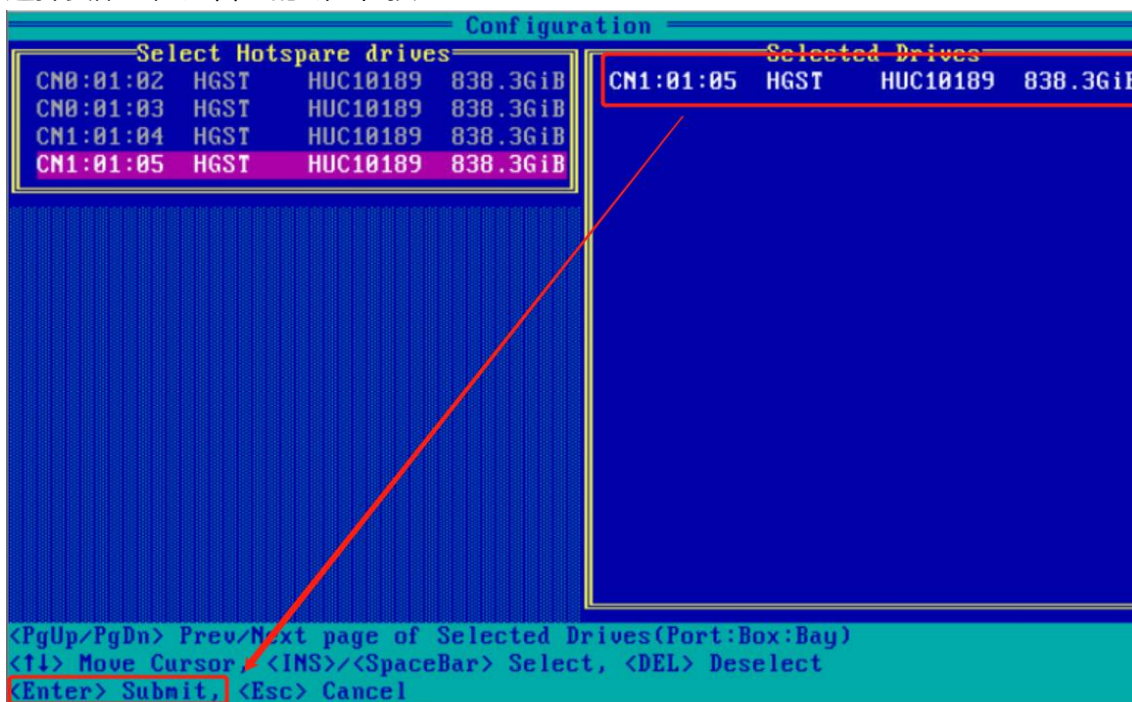 Configuration
Select Hotspare drives
CN0:01:02 HGST HUC10189 838.3GiB
CN0:01:03 HGST HUC10189 838.3GiB
CN1:01:04 HGST HUC10189 838.3GiB
CN1:01:05 HGST HUC10189 838.3GiB
Selected Drives
CN1:01:05 HGST HUC10189 838.3GiB
<PgUp/PgDn> Prev/Next page of Selected Drives(Port:Box:Bay)
<↑↓> Move Cursor, <INS>/<SpaceBar> Select, <DEL> Deselect
<Enter> Submit, <Esc> Cancel